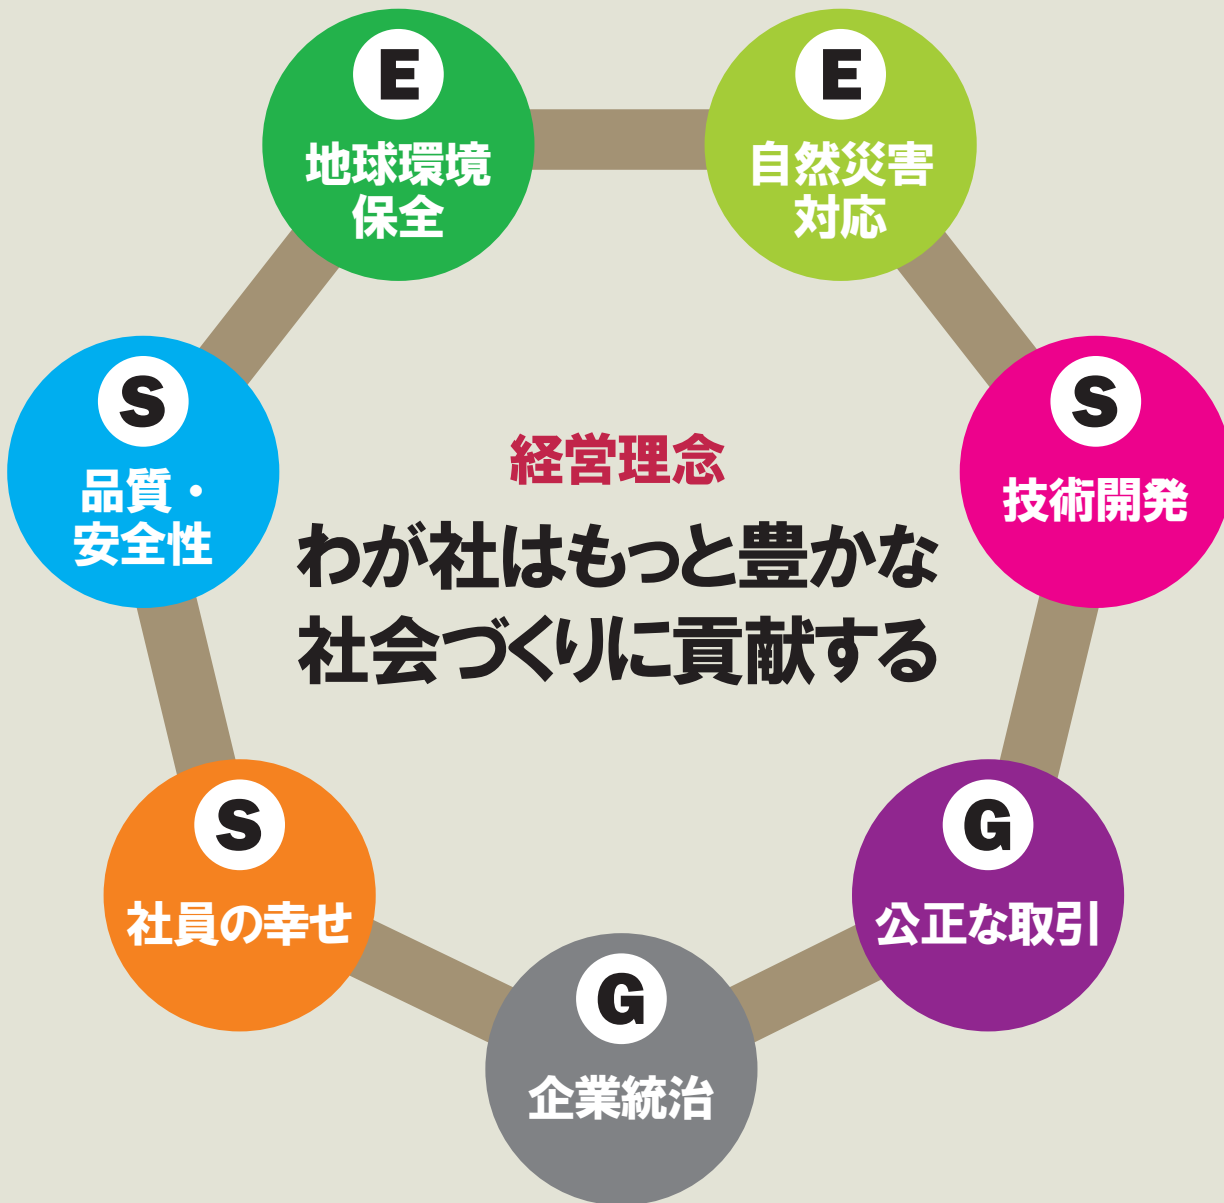 E
地球環境
保全
E
自然災害
対応
S
品質・
安全性
S
技術開発
経営理念
わが社はもっと豊かな
社会づくりに貢献する
S
社員の幸せ
G
公正な取引
G
企業統治